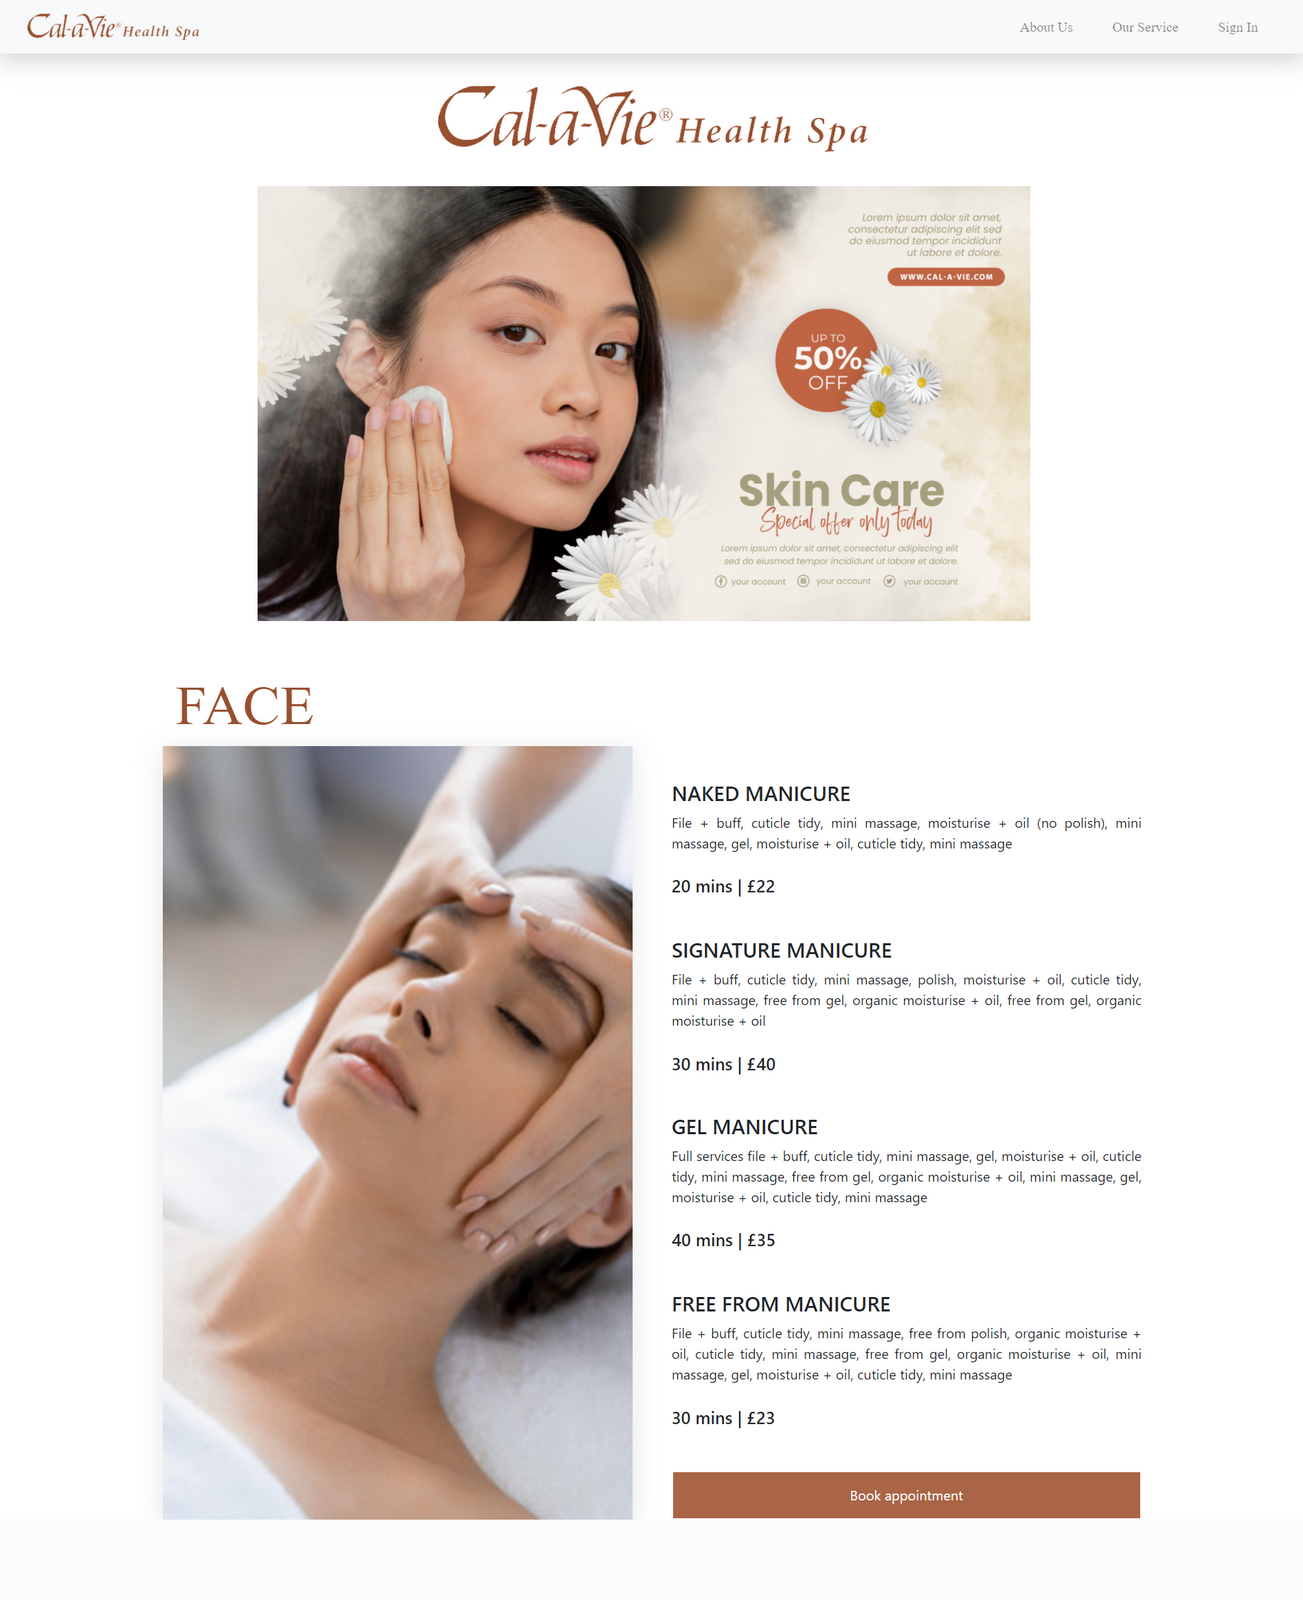 Cal-a-Vie® Health Spa
About Us
Our Service
Sign In
Cal-a-Vie® Health Spa
Lorem ipsum dolor sit amet,
consectetur adipiscing elit sed
do eiusmod tempor incididunt
ut labore et dolore.
WWW.CAL-A-VIE.COM
UP TO
50%
OFF
Skin Care
Special offer only today
Lorem ipsum dolor sit amet, consectetur adipiscing elit
sed do eiusmod tempor incididunt ut labore et dolore.
your account
your account
your account
FACE
NAKED MANICURE
File + buff, cuticle tidy, mini massage, moisturise + oil (no polish), mini
massage, gel, moisturise + oil, cuticle tidy, mini massage
20 mins | £22
SIGNATURE MANICURE
File + buff, cuticle tidy, mini massage, polish, moisturise + oil, cuticle tidy,
mini massage, free from gel, organic moisturise + oil, free from gel, organic
moisturise + oil
30 mins | £40
GEL MANICURE
Full services file + buff, cuticle tidy, mini massage, gel, moisturise + oil, cuticle
tidy, mini massage, free from gel, organic moisturise + oil, mini massage, gel,
moisturise + oil, cuticle tidy, mini massage
40 mins | £35
FREE FROM MANICURE
File + buff, cuticle tidy, mini massage, free from polish, organic moisturise +
oil, cuticle tidy, mini massage, free from gel, organic moisturise + oil, mini
massage, gel, moisturise + oil, cuticle tidy, mini massage
30 mins | £23
Book appointment